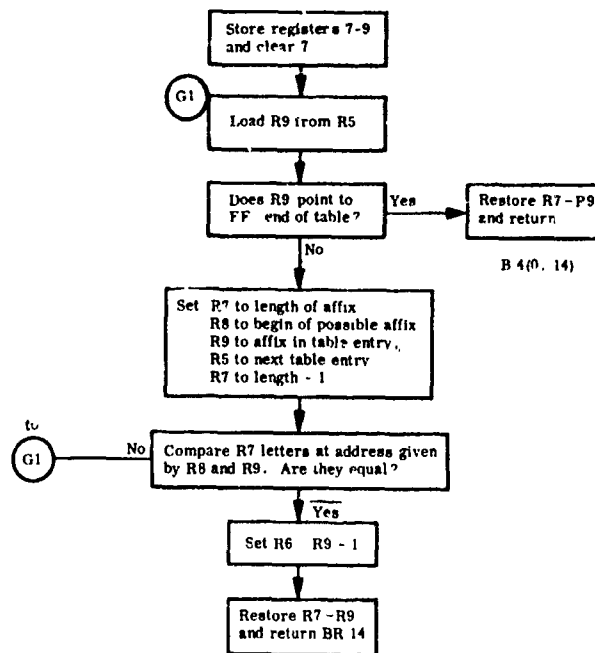 Store registers 7-9
and clear 7
G1
Load R9 from R5
Does R9 point to
FF end of table?
Yes
Restore R7-P9
and return
B 4(0, 14)
No
Set R7 to length of affix
R8 to begin of possible affix
R9 to affix in table entry,
R5 to next table entry
R7 to length - 1
to
G1
No
Compare R7 letters at address given
by R8 and R9. Are they equal?
Yes
Set R6 R9 - 1
Restore R7-R9
and return BR 14